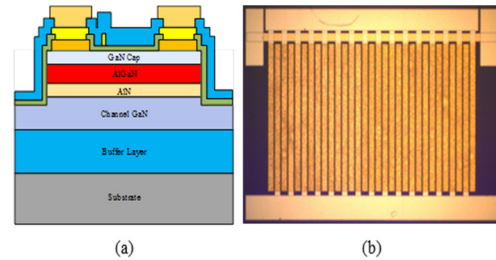 GaN Cap
AlGaN
AlN
Channel GaN
Buffer Layer
Substrate
(a)
(b)